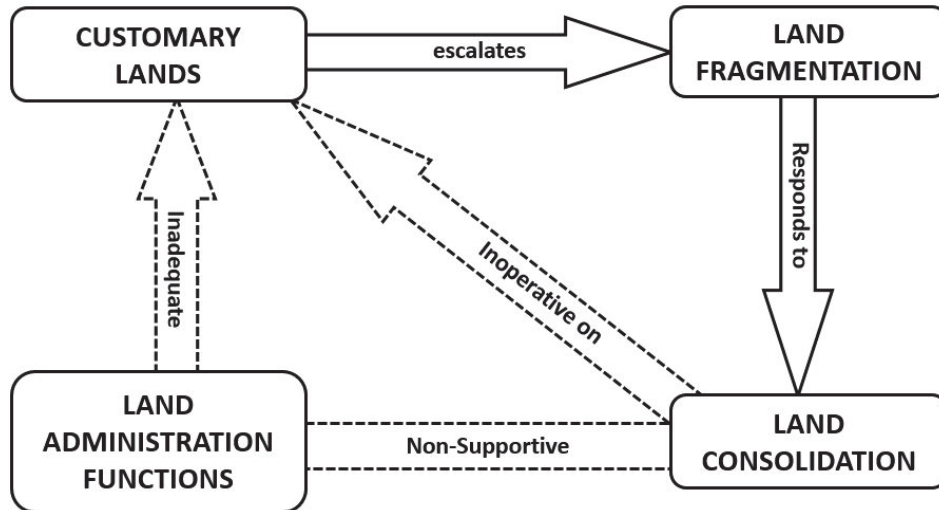 CUSTOMARY
LANDS
escalates
LAND
FRAGMENTATION
Responds to
Inadequate
Inoperative on
LAND
ADMINISTRATION
FUNCTIONS
Non-Supportive
LAND
CONSOLIDATION